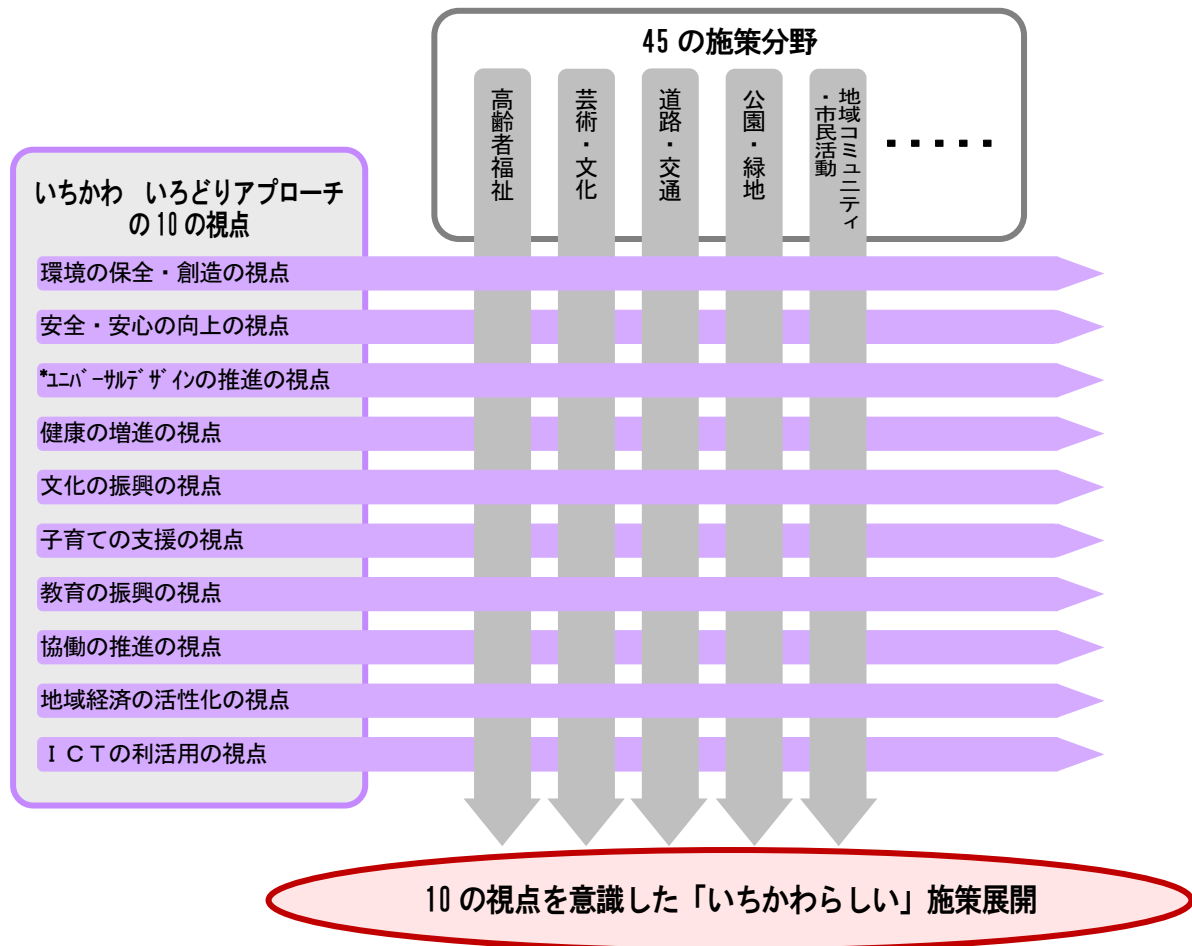 45の施策分野
高齢者福祉
芸術・文化
道路・交通
公園・緑地
地域コミュニティ
・市民活動
・・・・・
いちかわ　いろどりアプローチ
の10の視点
環境の保全・創造の視点
安全・安心の向上の視点
*ﾕﾆﾊﾞｰｻﾙﾃﾞｻﾞｲﾝの推進の視点
健康の増進の視点
文化の振興の視点
子育ての支援の視点
教育の振興の視点
協働の推進の視点
地域経済の活性化の視点
ＩＣＴの利活用の視点
10の視点を意識した「いちかわらしい」施策展開